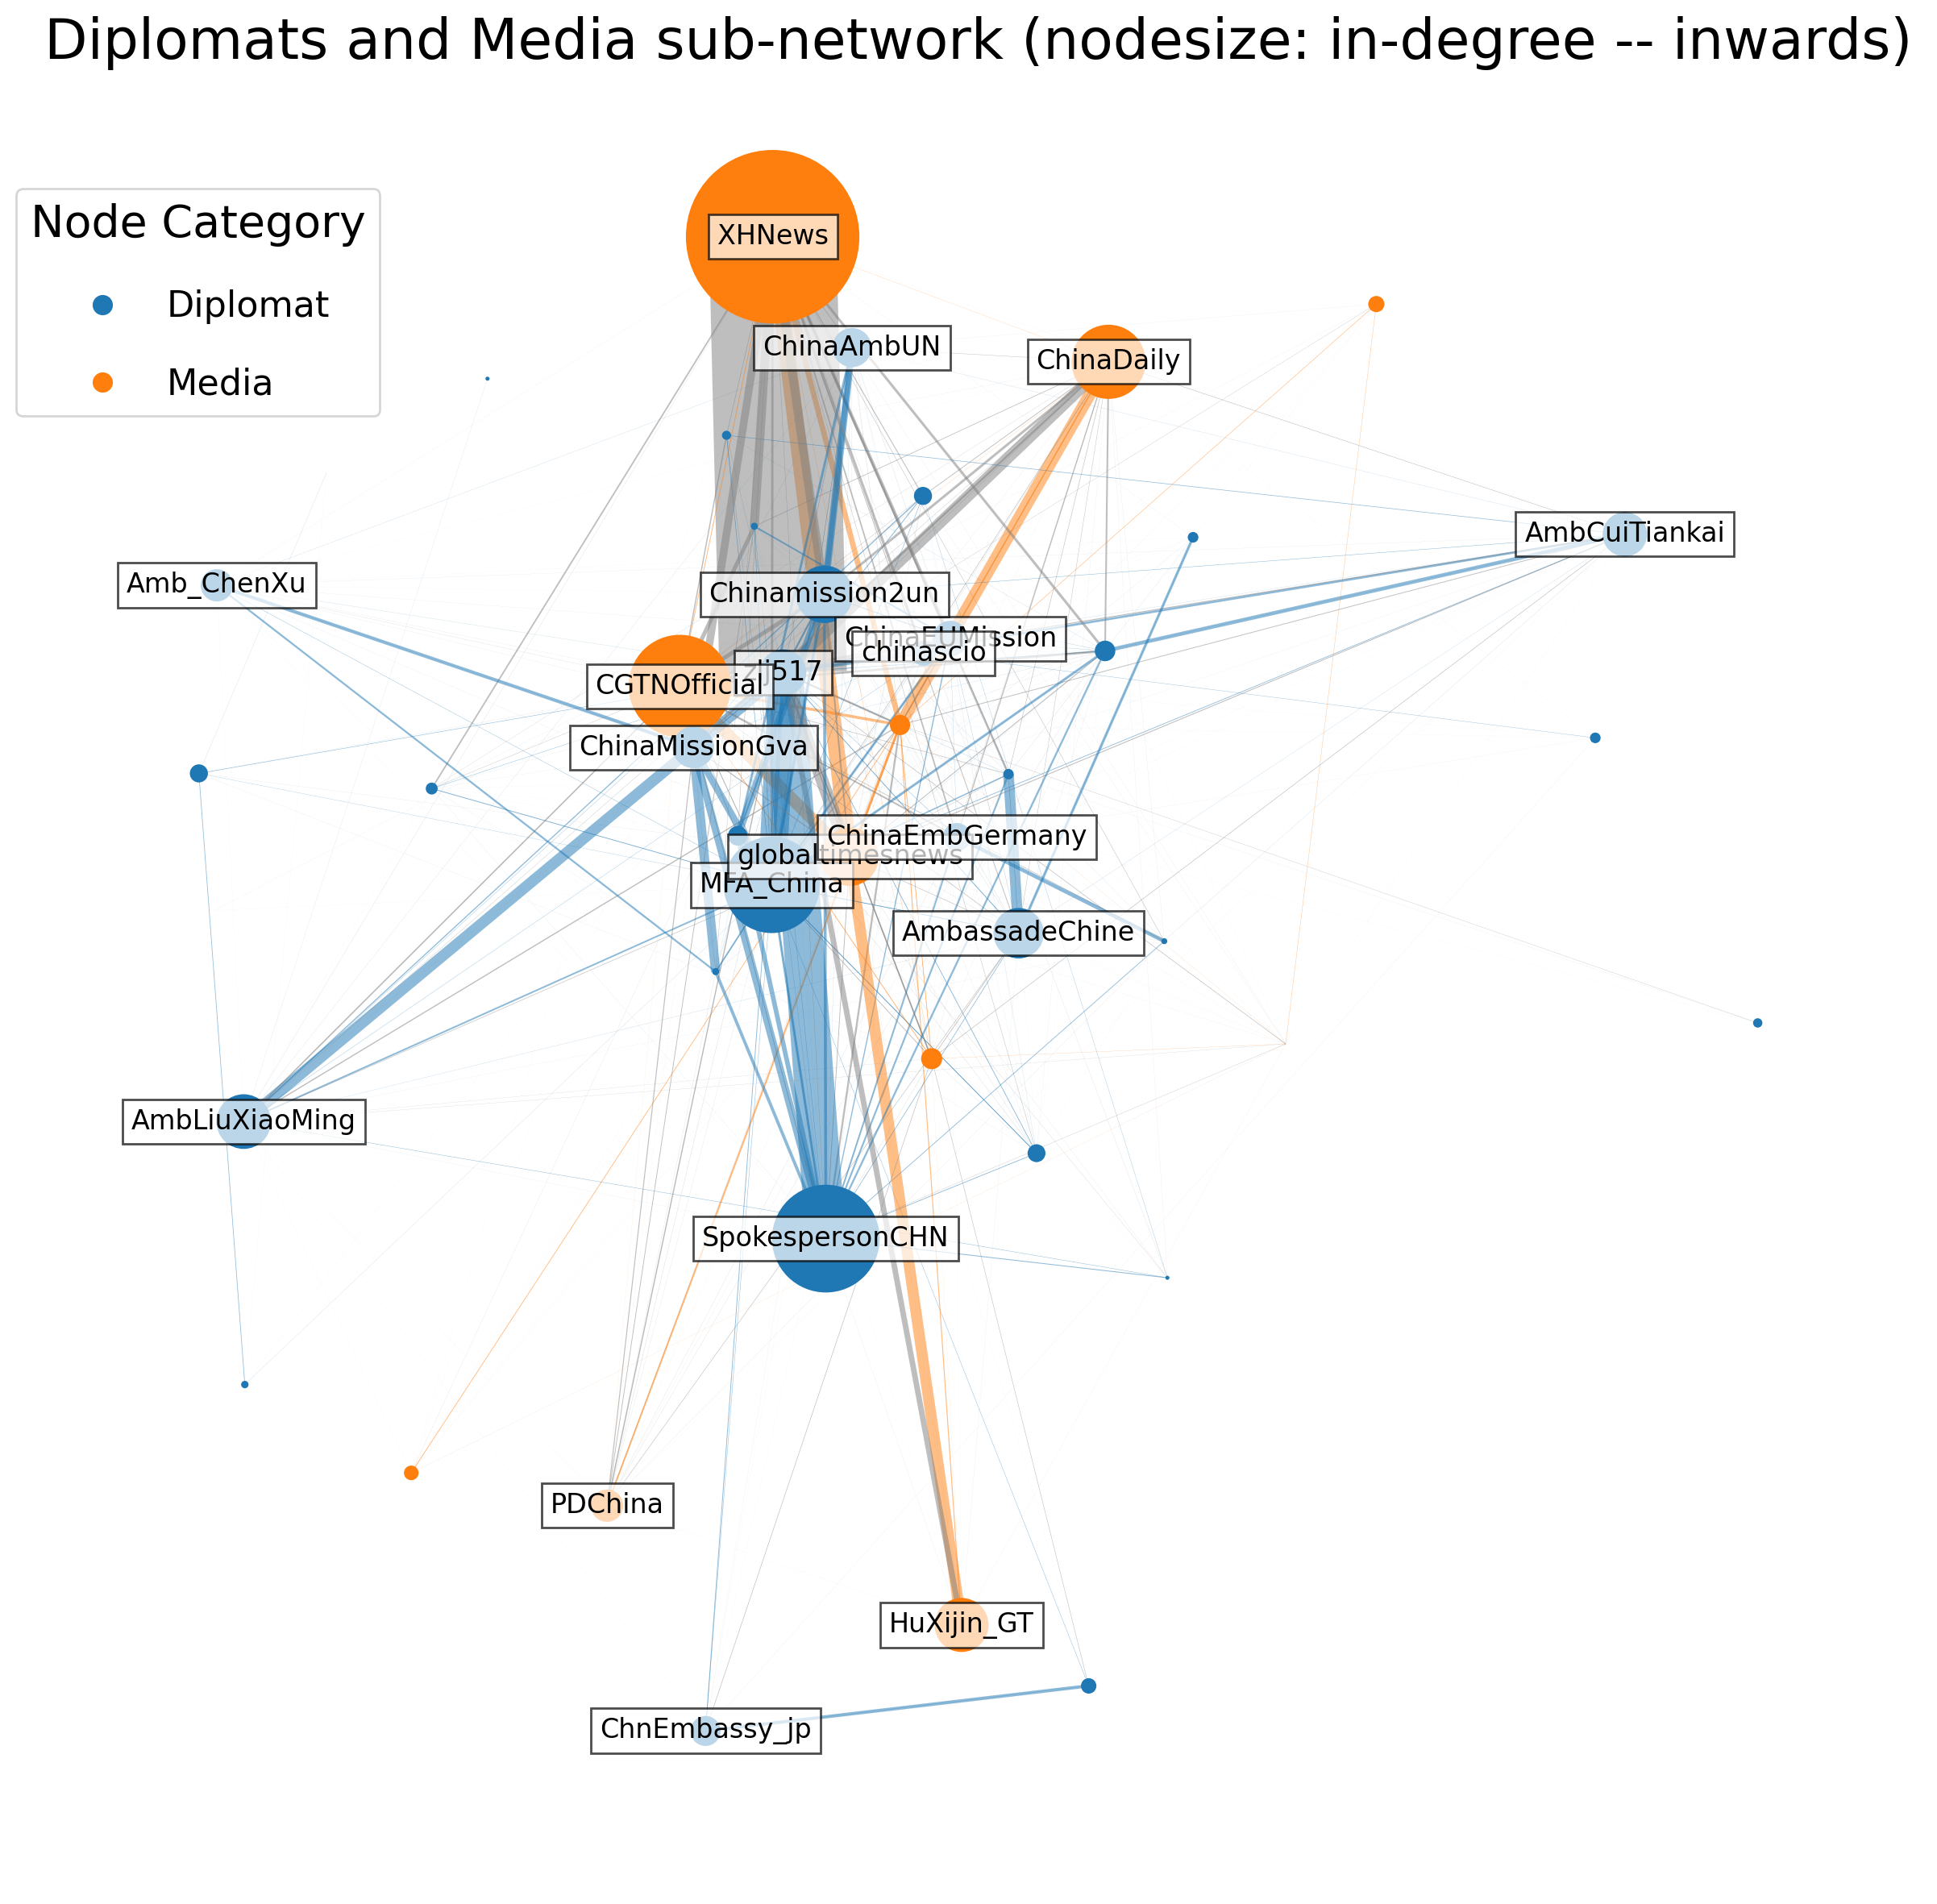 Diplomats and Media sub-network (nodesize: in-degree -- inwards)
Node Category
Diplomat
Media
XHNews
ChinaAmbUN
ChinaDaily
AmbCuiTiankai
Amb_ChenXu
Chinamission2un
ChinaEUMission
chinascio
zlj517
CGTNOfficial
ChinaMissionGva
ChinaEmbGermany
globaltimesnews
MFA_China
AmbassadeChine
AmbLiuXiaoMing
SpokespersonCHN
PDChina
HuXijin_GT
ChnEmbassy_jp